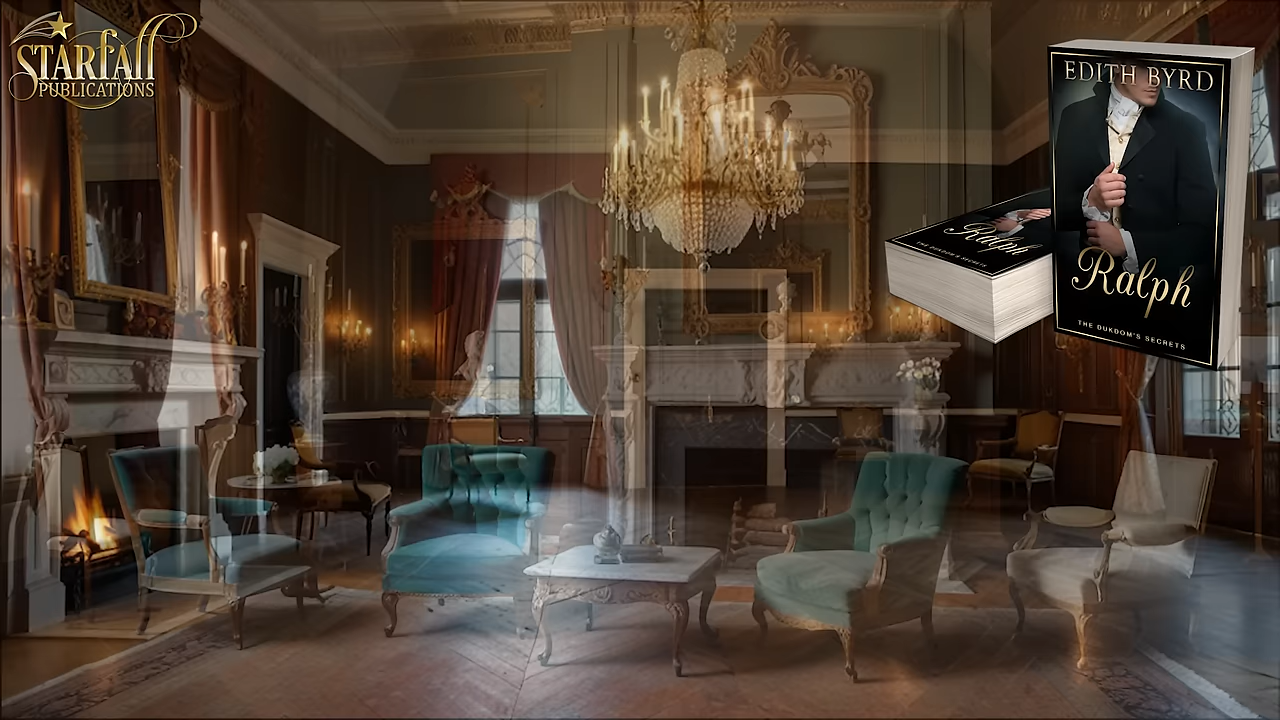 STARfall
PUBLICATIONS
EDITH BYRD
Ralph
THE DUKDOM'S SECRETS
Ralph
THE DUKDOM'S SECRETS